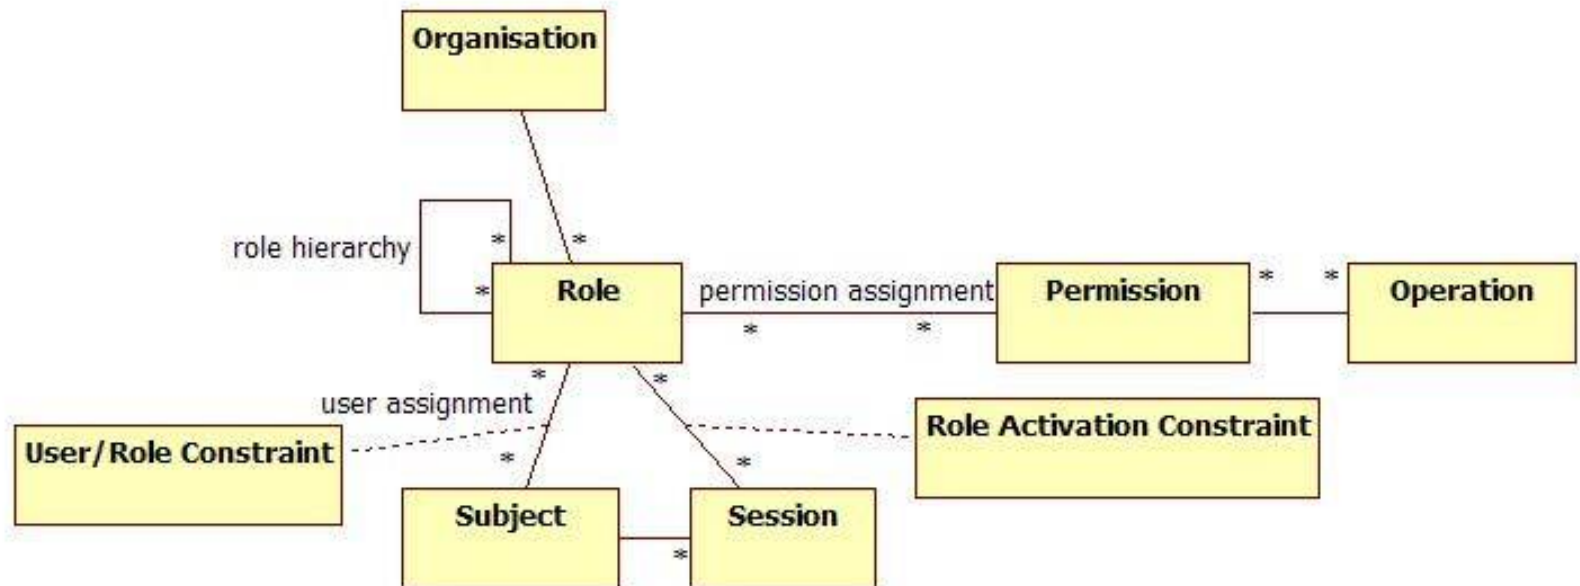 Organisation
role hierarchy
*
*
*
Role
permission assignment
*
*
Permission
*
*
Operation
*
*
user assignment
User/Role Constraint
Role Activation Constraint
*
*
Subject
*
Session